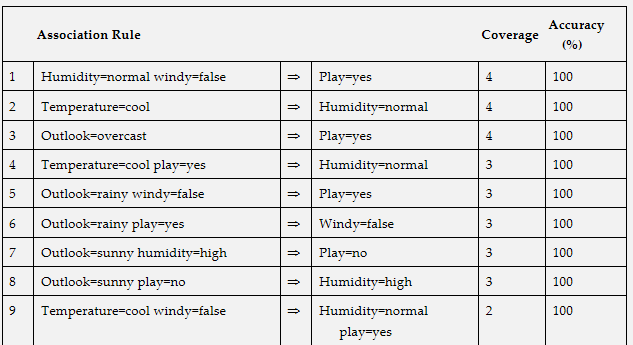 Association Rule Coverage Accuracy (%)
1 Humidity=normal windy=false ⇒ Play=yes 4 100
2 Temperature=cool ⇒ Humidity=normal 4 100
3 Outlook=overcast ⇒ Play=yes 4 100
4 Temperature=cool play=yes ⇒ Humidity=normal 3 100
5 Outlook=rainy windy=false ⇒ Play=yes 3 100
6 Outlook=rainy play=yes ⇒ Windy=false 3 100
7 Outlook=sunny humidity=high ⇒ Play=no 3 100
8 Outlook=sunny play=no ⇒ Humidity=high 3 100
9 Temperature=cool windy=false ⇒ Humidity=normal 2 100
play=yes